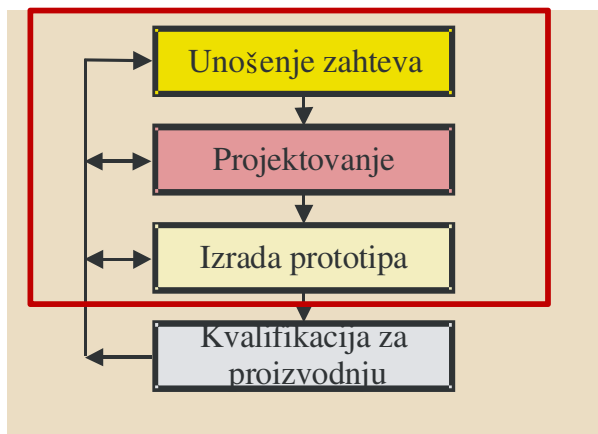 Unošenje zahteva
Projektovanje
Izrada prototipa
Kvalifikacija za
proizvodnju